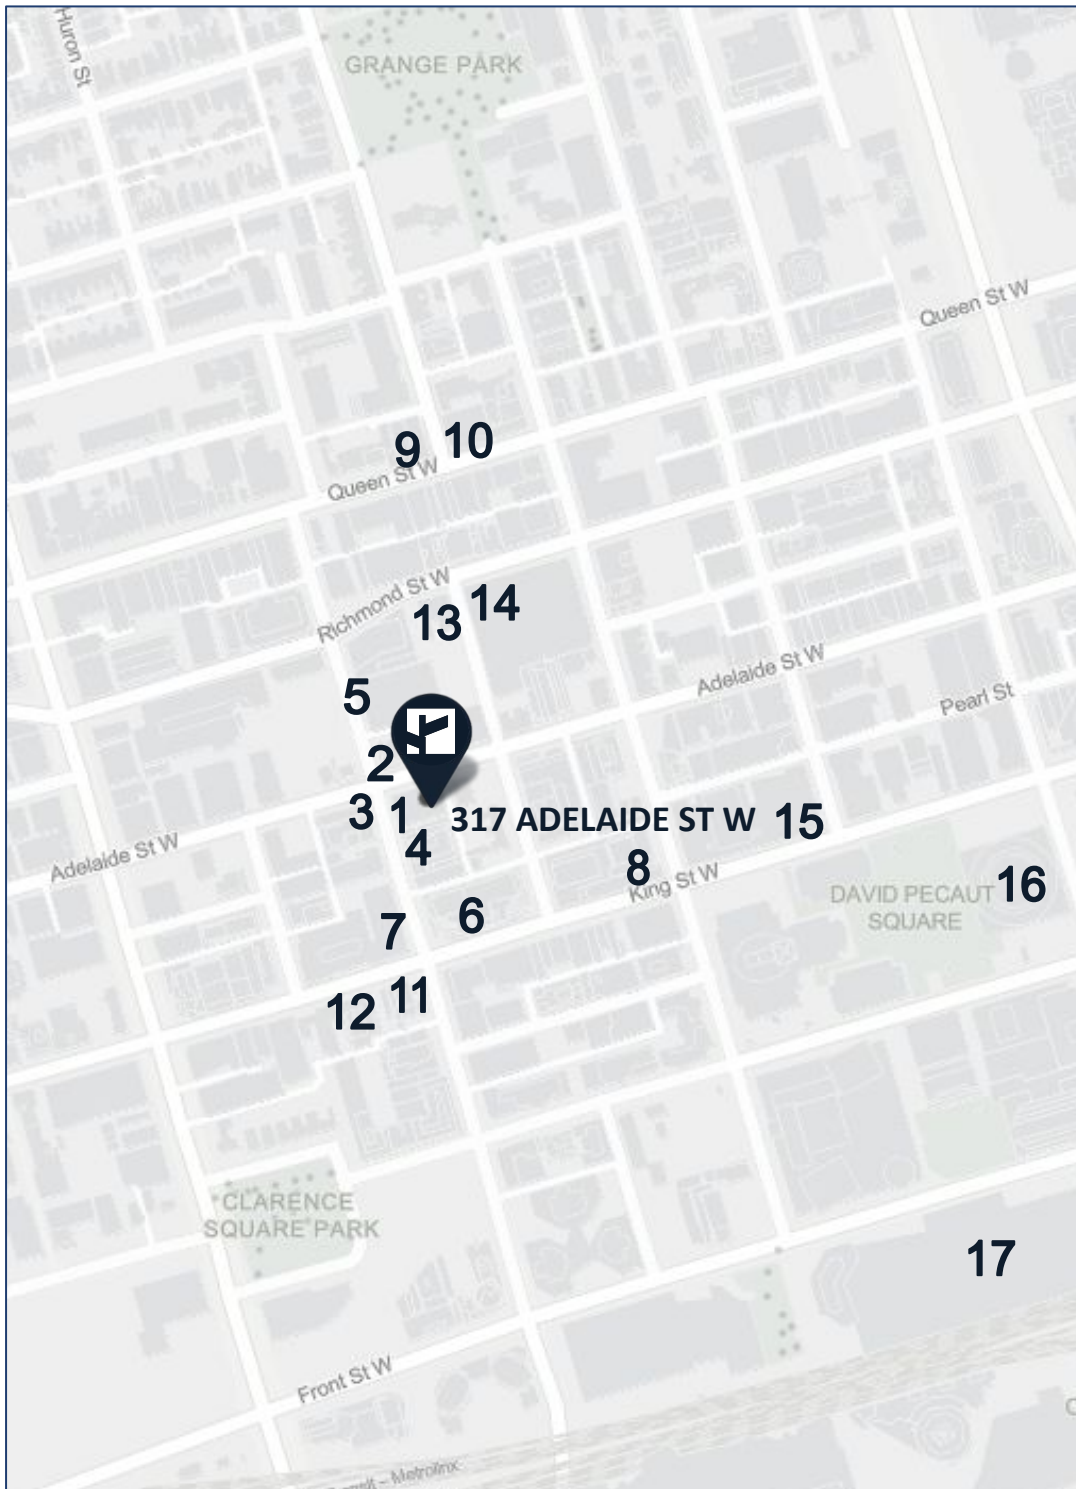 Huron St
GRANGE PARK
Queen St W
9
10
Queen St W
Richmond St W
13
14
5
Adelaide St W
Pearl St
2
3
1
317 ADELAIDE ST W
15
4
Adelaide St W
8
King St W
DAVID PECAUT
SQUARE
16
7
6
12
11
CLARENCE
SQUARE PARK
17
Front St W
– Metrolinx